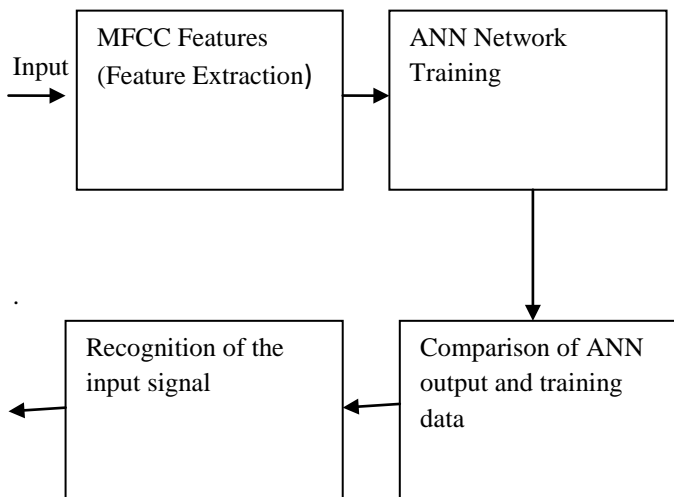 Input
MFCC Features
(Feature Extraction)
ANN Network
Training
.
Recognition of the
input signal
Comparison of ANN
output and training
data